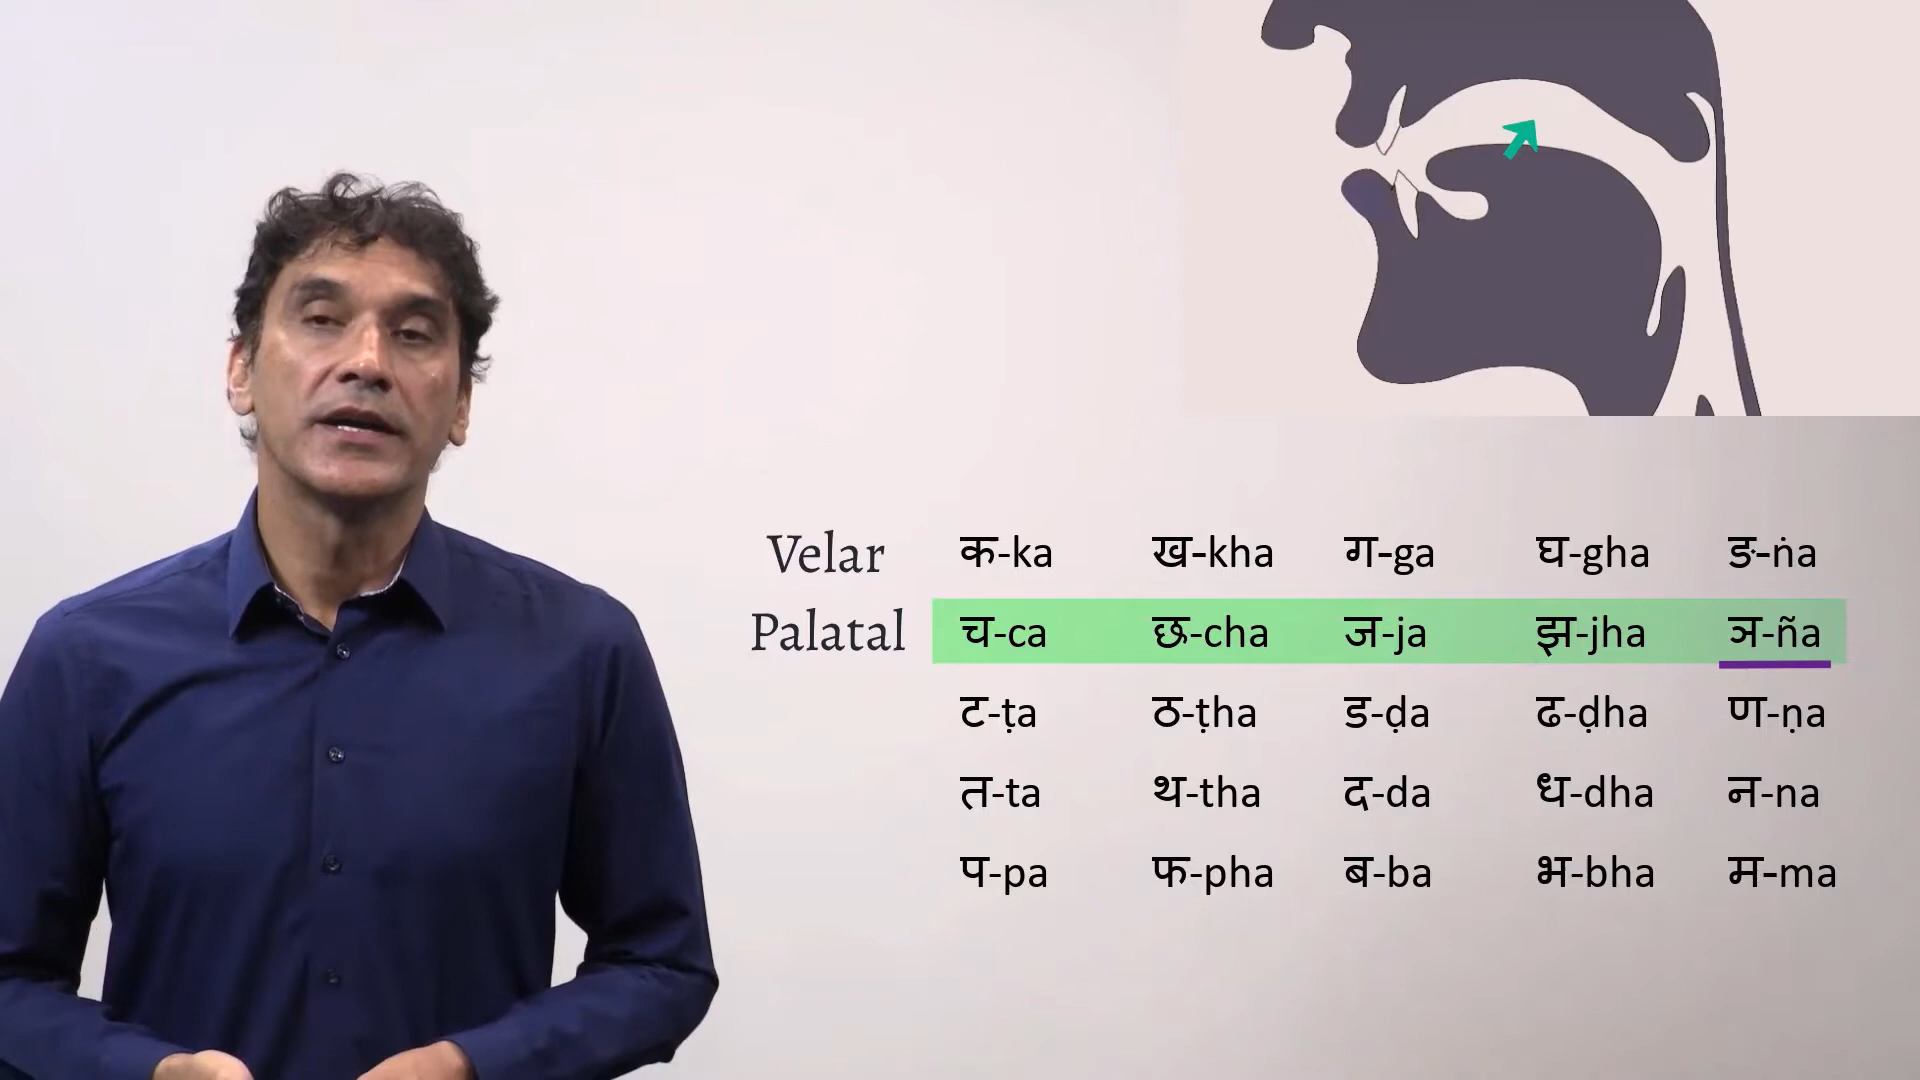 Velar क-ka ख-kha ग-ga घ-gha ङ-ṅa
Palatal च-ca छ-cha ज-ja झ-jha ञ-ña
ट-ṭa ठ-ṭha ड-ḍa ढ-ḍha ण-ṇa
त-ta थ-tha द-da ध-dha न-na
प-pa फ-pha ब-ba भ-bha म-ma